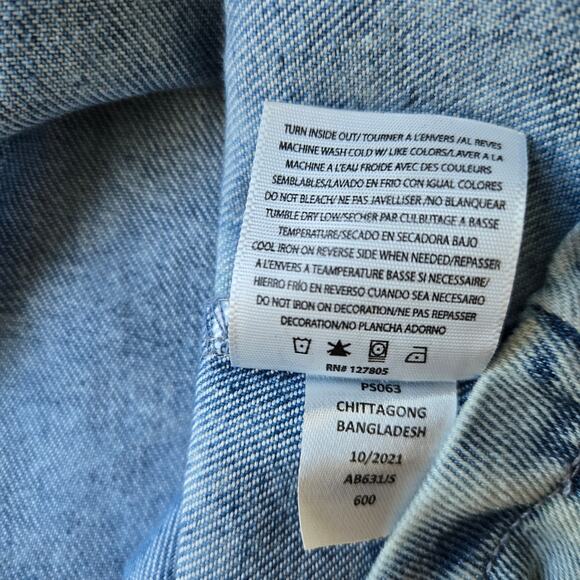 TURN INSIDE OUT/ TOURNER A L'ENVERS /AL REVES
MACHINE WASH COLD W/ LIKE COLORS/LAVER A LA
MACHINE A L'EAU FROIDE AVEC DES COULEURS
SEMBLABLES/LAVADO EN FRIO CON IGUAL COLORES
DO NOT BLEACH/ NE PAS JAVELLISER /NO BLANQUEAR
TUMBLE DRY LOW/SECHER PAR CULBUTAGE A BASSE
TEMPERATURE/SECADO EN SECADORA BAJO
COOL IRON ON REVERSE SIDE WHEN NEEDED/REPASSER
A L'ENVERS A TEAMPERATURE BASSE SI NECESSAIRE/
HIERRO FRÍO EN REVERSO CUANDO SEA NECESARIO
DO NOT IRON ON DECORATION/NE PAS REPASSER
DECORATION/NO PLANCHA ADORNO
RN# 127805
PS063
CHITTAGONG
BANGLADESH
10/2021
AB631/S
600